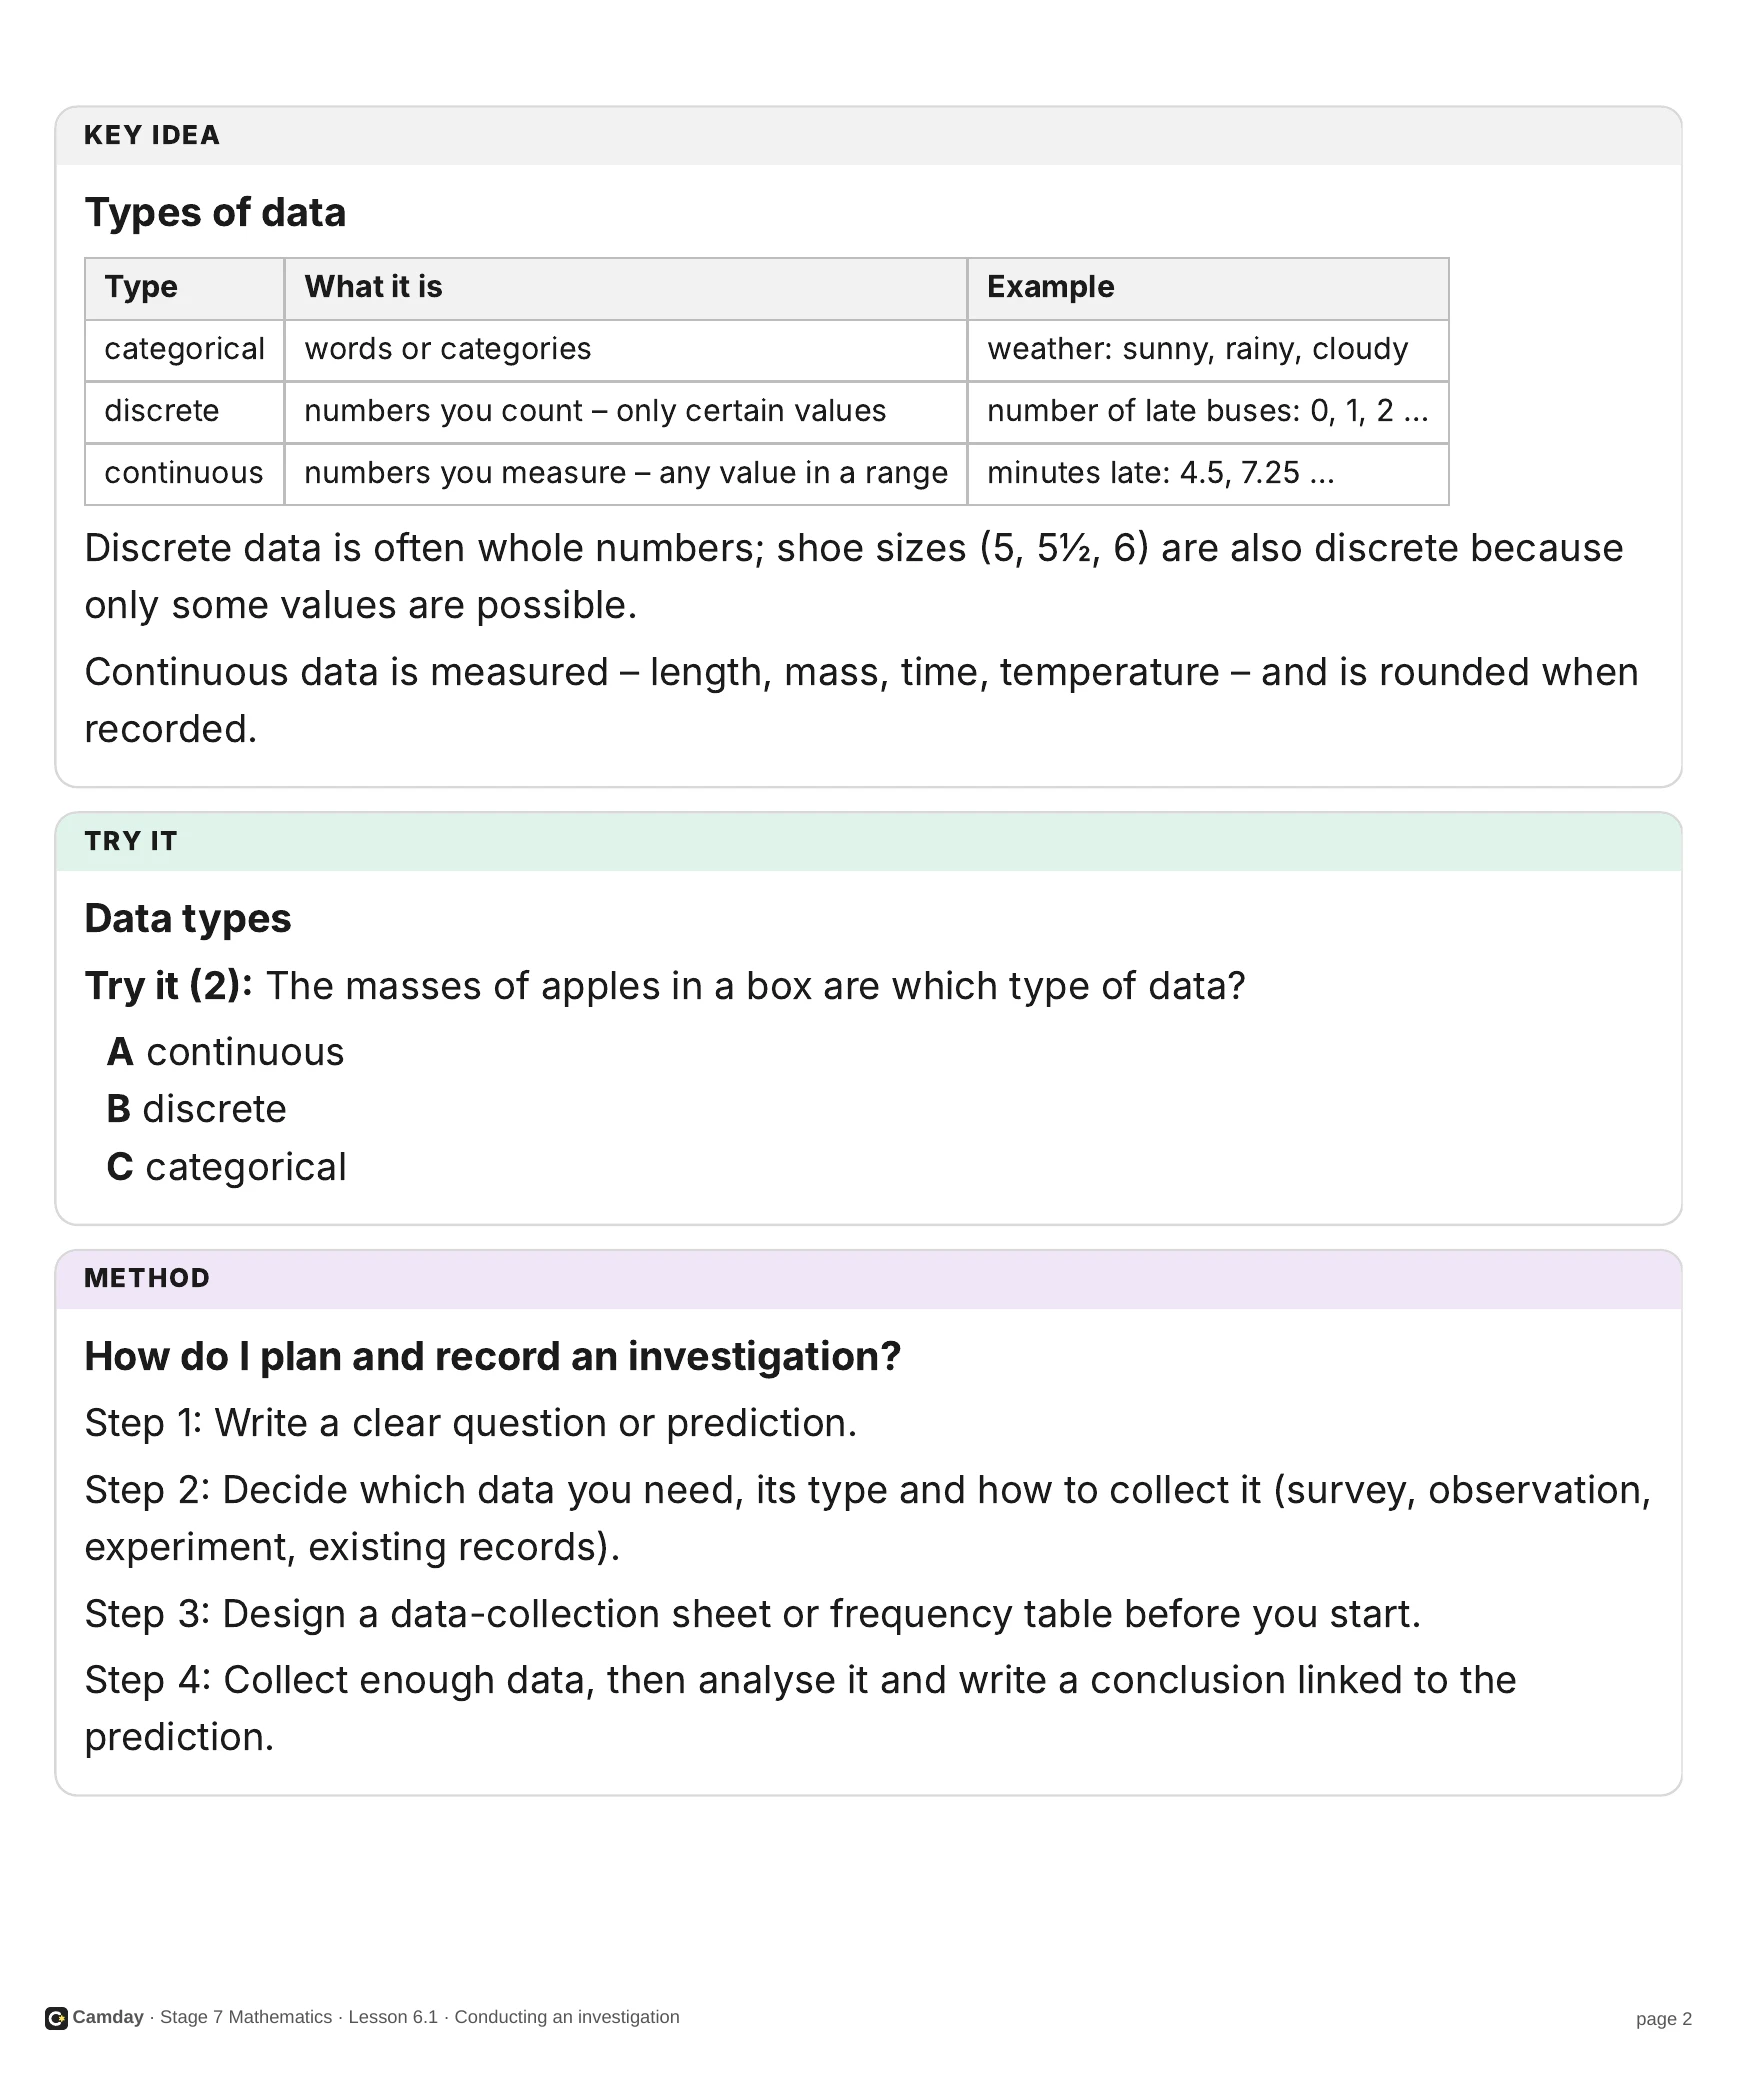 KEY IDEA
Types of data
Type What it is Example
categorical words or categories weather: sunny, rainy, cloudy
discrete numbers you count – only certain values number of late buses: 0, 1, 2 ...
continuous numbers you measure – any value in a range minutes late: 4.5, 7.25 ...
Discrete data is often whole numbers; shoe sizes (5, 5½, 6) are also discrete because
only some values are possible.
Continuous data is measured – length, mass, time, temperature – and is rounded when
recorded.
TRY IT
Data types
Try it (2): The masses of apples in a box are which type of data?
A continuous
B discrete
C categorical
METHOD
How do I plan and record an investigation?
Step 1: Write a clear question or prediction.
Step 2: Decide which data you need, its type and how to collect it (survey, observation,
experiment, existing records).
Step 3: Design a data-collection sheet or frequency table before you start.
Step 4: Collect enough data, then analyse it and write a conclusion linked to the
prediction.
Camday · Stage 7 Mathematics · Lesson 6.1 · Conducting an investigation page 2